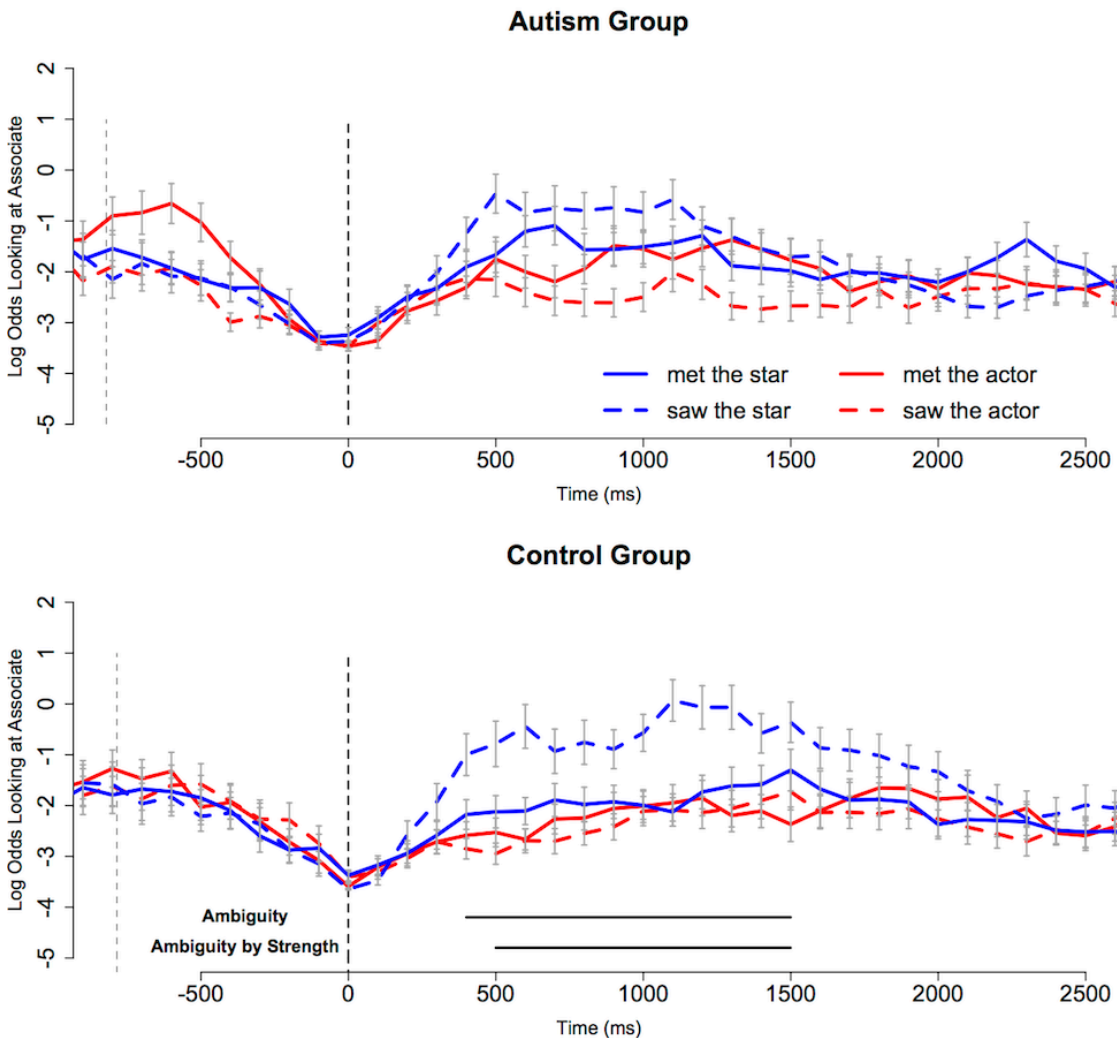 Autism Group
Log Odds Looking at Associate
2
1
0
-1
-2
-3
-4
-5
met the star
met the actor
saw the star
saw the actor
-500 0 500 1000 1500 2000 2500
Time (ms)
Control Group
Log Odds Looking at Associate
2
1
0
-1
-2
-3
-4
-5
Ambiguity
Ambiguity by Strength
-500 0 500 1000 1500 2000 2500
Time (ms)